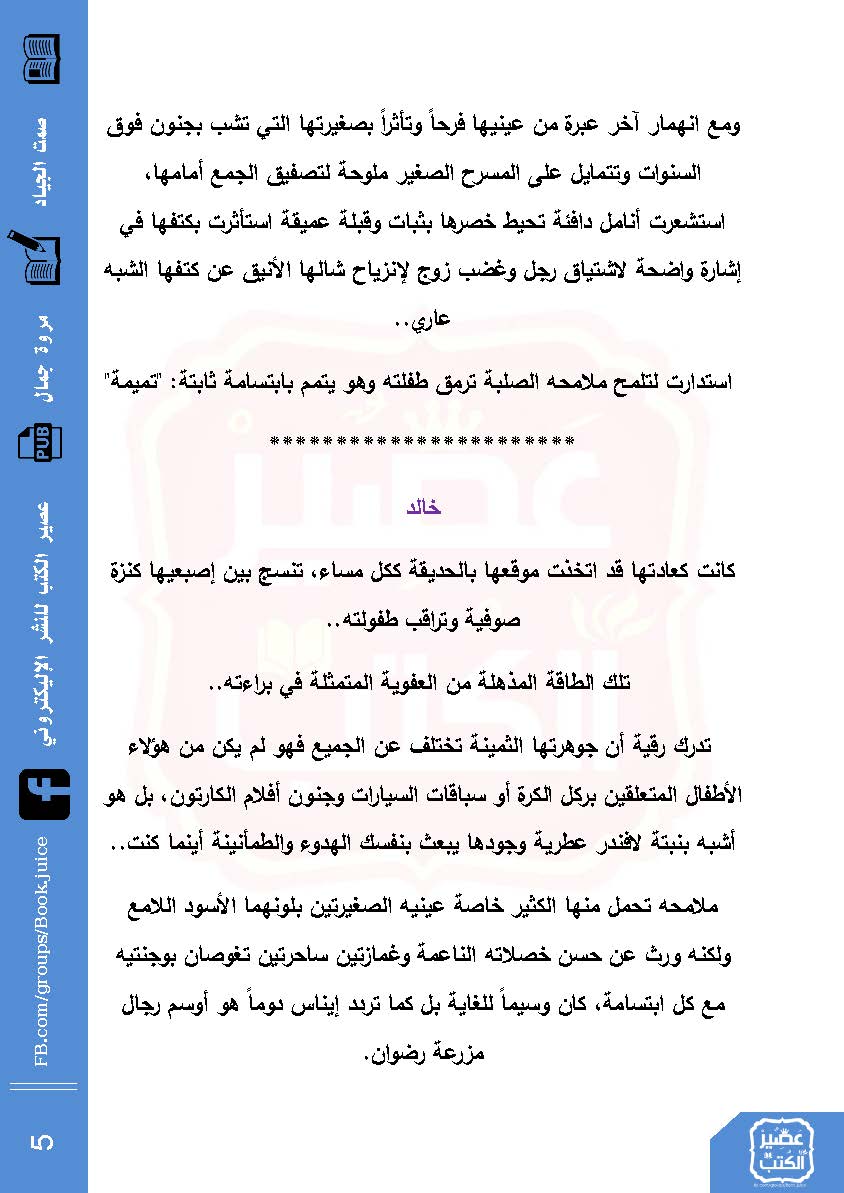 ومع انهمار آخر عبرة من عينيها فرحاً وتأثراً بصغيرتها التي تشب بجنون فوق
السنوات وتتمايل على المسرح الصغير ملوحة لتصفيق الجمع أمامها،
استشعرت أنامل دافئة تحيط خصرها بثبات وقبلة عميقة استأثرت بكتفها في
إشارة واضحة لاشتياق رجل وغضب زوج لإنزياح شالها الأنيق عن كتفها الشبه
عاري..
استدارت لتلمح ملامحه الصلبة ترمق طفلته وهو يتمم بابتسامة ثابتة: "تميمة"
***********************
خالد
كانت كعادتها قد اتخذت موقعها بالحديقة ككل مساء، تنسج بين إصبعيها كنزة
صوفية وتراقب طفولته..
تلك الطاقة المذهلة من العفوية المتمثلة في براءته..
تدرك رقية أن جوهرتها الثمينة تختلف عن الجميع فهو لم يكن من هؤلاء
الأطفال المتعلقين بركل الكرة أو سباقات السيارات وجنون أفلام الكارتون، بل هو
أشبه بنبتة لافندر عطرية وجودها يبعث بنفسك الهدوء والطمأنينة أينما كنت..
ملامحه تحمل منها الكثير خاصة عينيه الصغيرتين بلونهما الأسود اللامع
ولكنه ورث عن حسن خصلاته الناعمة وغمازتين ساحرتين تغوصان بوجنتيه
مع كل ابتسامة، كان وسيماً للغاية بل كما تردد إيناس دوماً هو أوسم رجال
مزرعة رضوان.
صمت الجياد
مروة جمال
PUB
عصير الكتب للنشر الإليكتروني
FB.com/groups/Book.juice
5
عصير
الكتب